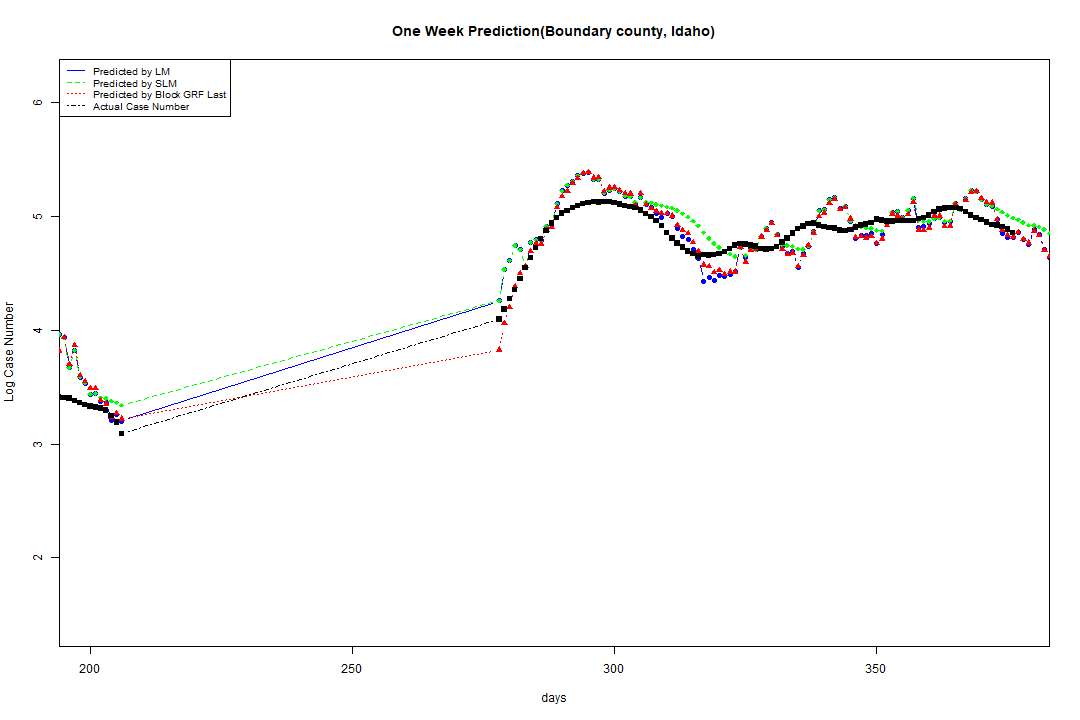 One Week Prediction(Boundary county, Idaho)
Predicted by LM
Predicted by SLM
Predicted by Block GRF Last
Actual Case Number
6
5
4
3
2
Log Case Number
200 250 300 350
days